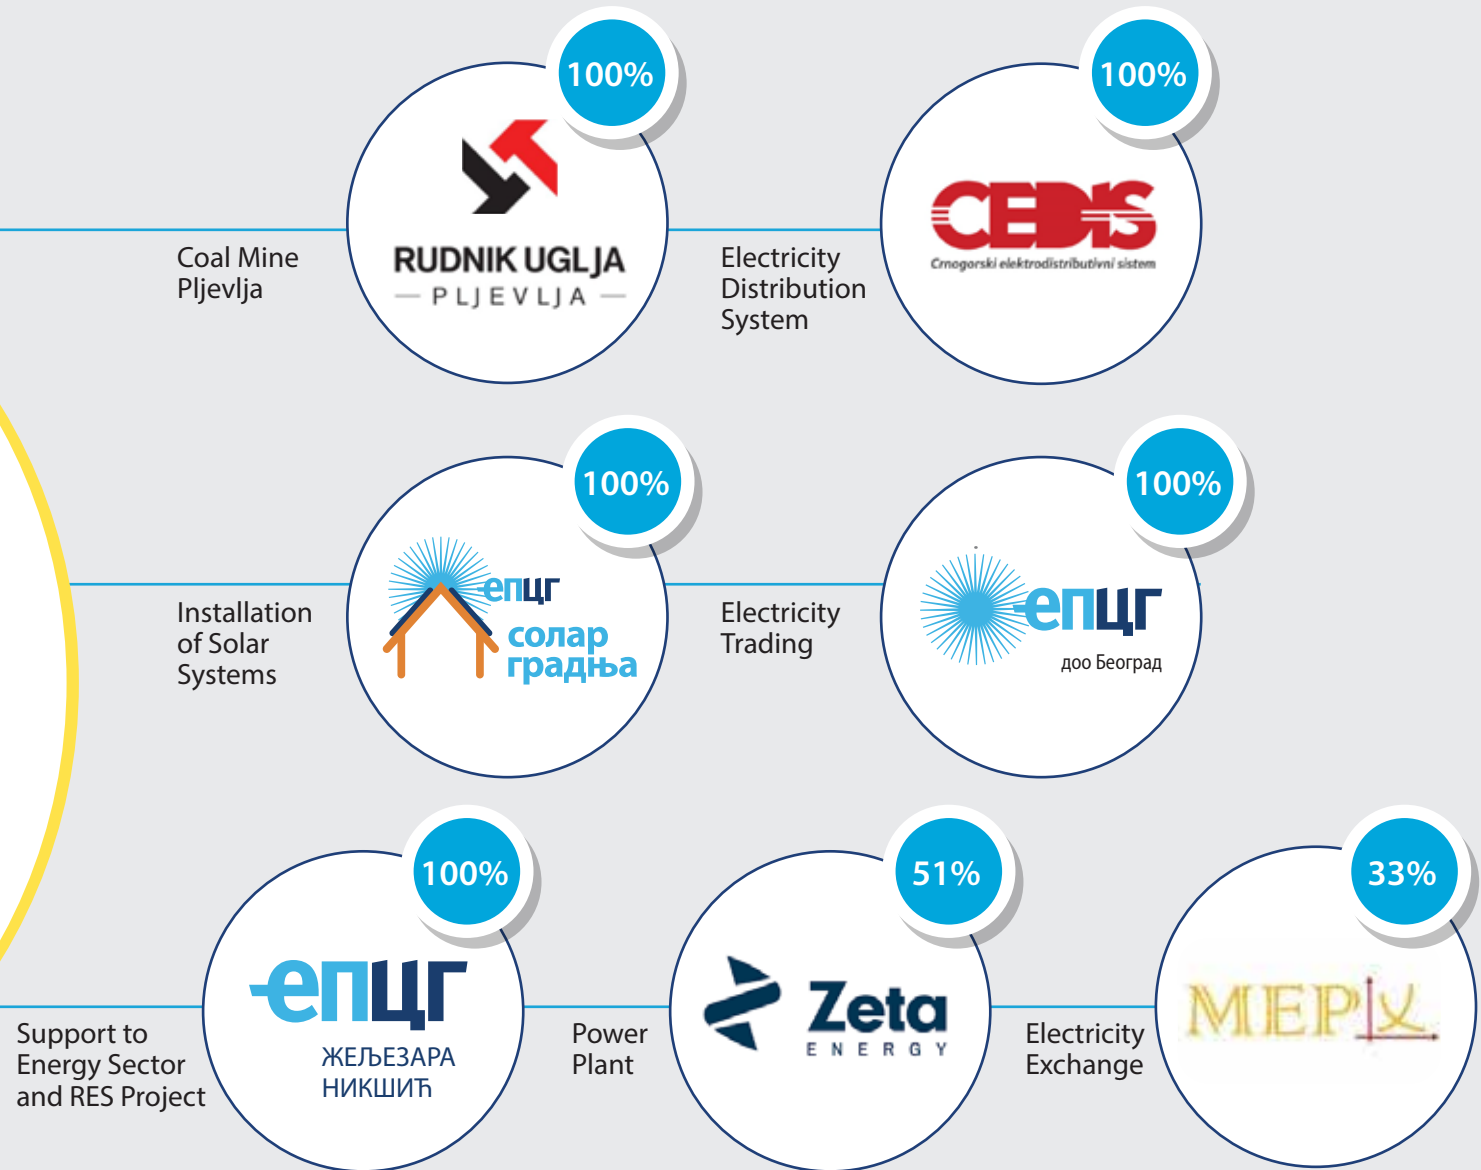 100%
100%
Coal Mine
Pljevlja
RUDNIK UGLJA
— PLJEVLJA —
Electricity
Distribution
System
CEDIS
Crnogorski elektrodistributivni sistem
100%
100%
Installation
of Solar
Systems
епцг
солар
градња
Electricity
Trading
епцг
доо Београд
100%
51%
33%
Support to
Energy Sector
and RES Project
епцг
ЖЕЉЕЗАРА
НИКШИЋ
Power
Plant
Zeta
ENERGY
Electricity
Exchange
MEPX